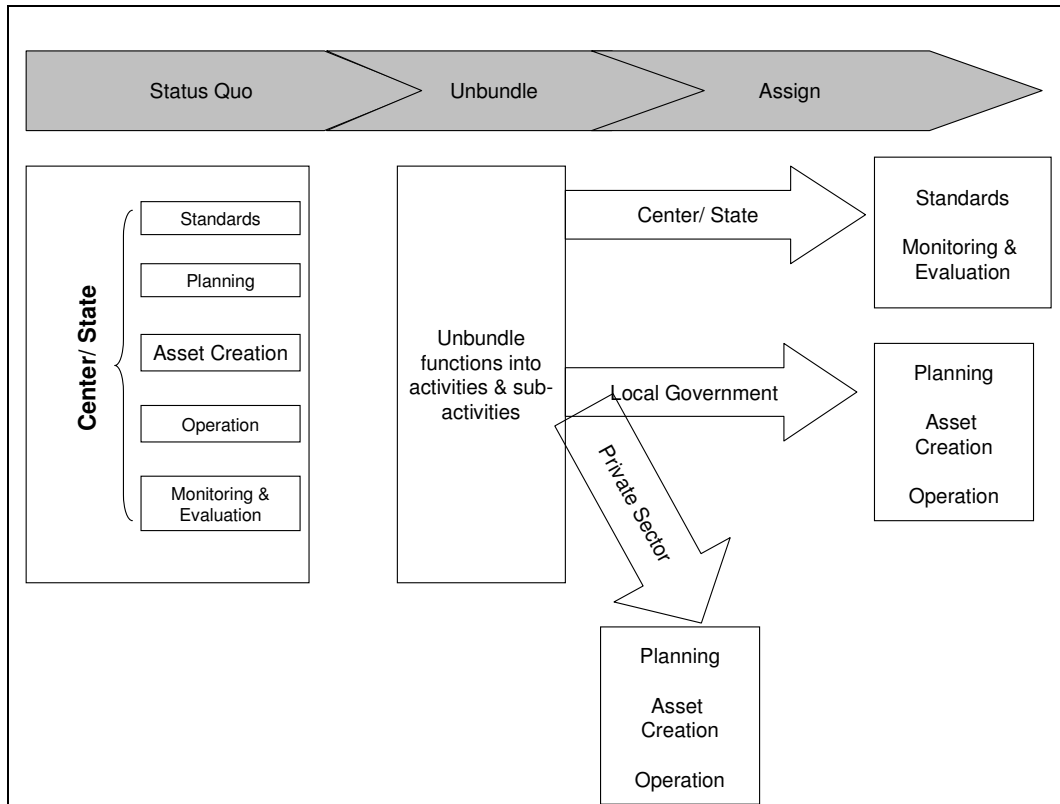 Status Quo
Unbundle
Assign
Center/ State
Standards
Planning
Asset Creation
Operation
Monitoring &
Evaluation
Unbundle
functions into
activities & sub-
activities
Center/ State
Standards
Monitoring &
Evaluation
Local Government
Planning
Asset
Creation
Operation
Private Sector
Planning
Asset
Creation
Operation